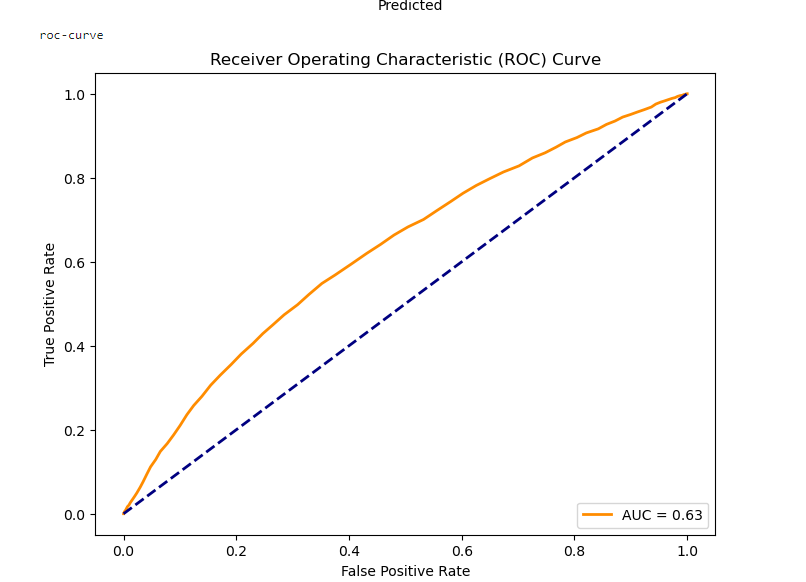 Predicted
roc-curve
Receiver Operating Characteristic (ROC) Curve
1.0
0.8
0.6
0.4
0.2
0.0
True Positive Rate
AUC = 0.63
0.0 0.2 0.4 0.6 0.8 1.0
False Positive Rate